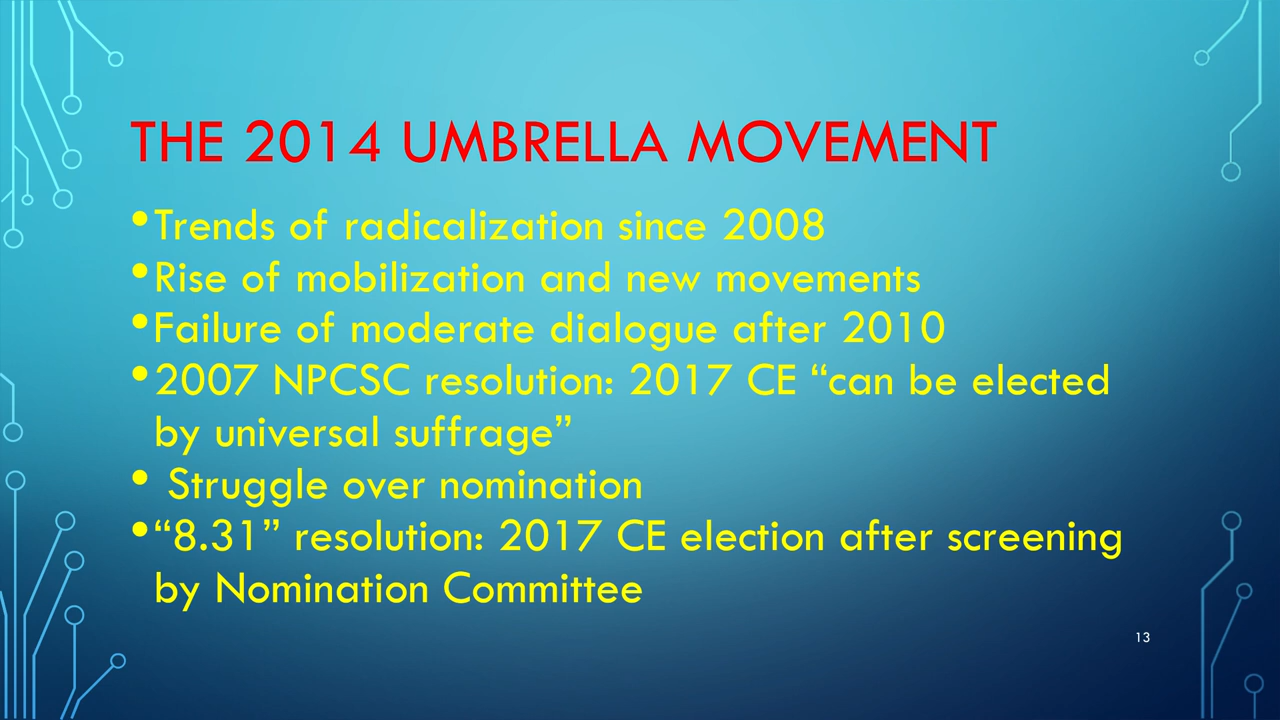 THE 2014 UMBRELLA MOVEMENT
•Trends of radicalization since 2008
•Rise of mobilization and new movements
•Failure of moderate dialogue after 2010
•2007 NPCSC resolution: 2017 CE “can be elected
by universal suffrage”
• Struggle over nomination
•“8.31” resolution: 2017 CE election after screening
by Nomination Committee
13